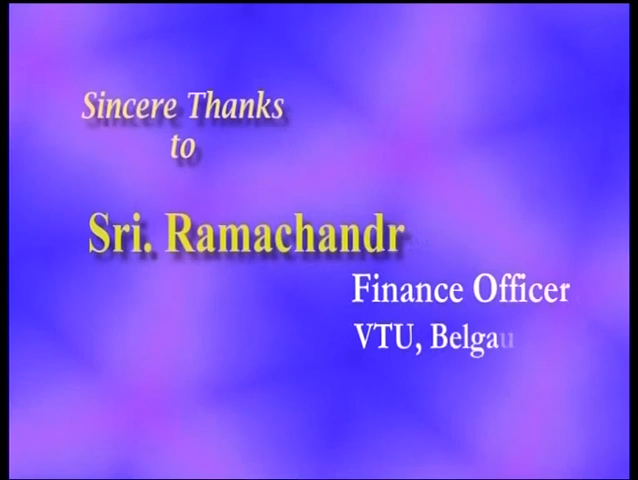 Sincere Thanks
to
Sri. Ramachandr
Finance Officer
VTU, Belgau